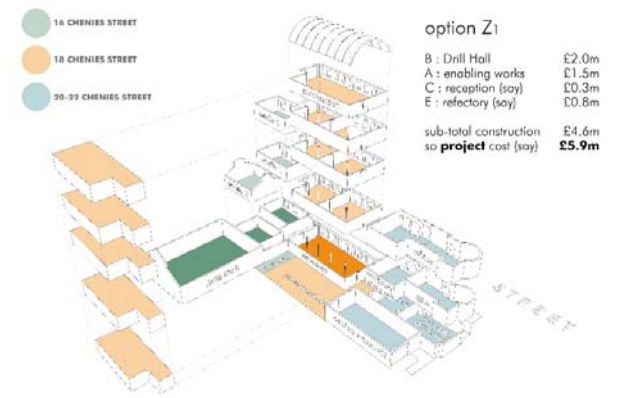 16 CHENIES STREET
18 CHENIES STREET
20-22 CHENIES STREET
option Z1
B : Drill Hall £2.0m
A : enabling works £1.5m
C : reception (say) £0.3m
E : refectory (say) £0.8m
sub-total construction £4.6m
so project cost (say) £5.9m
STREET